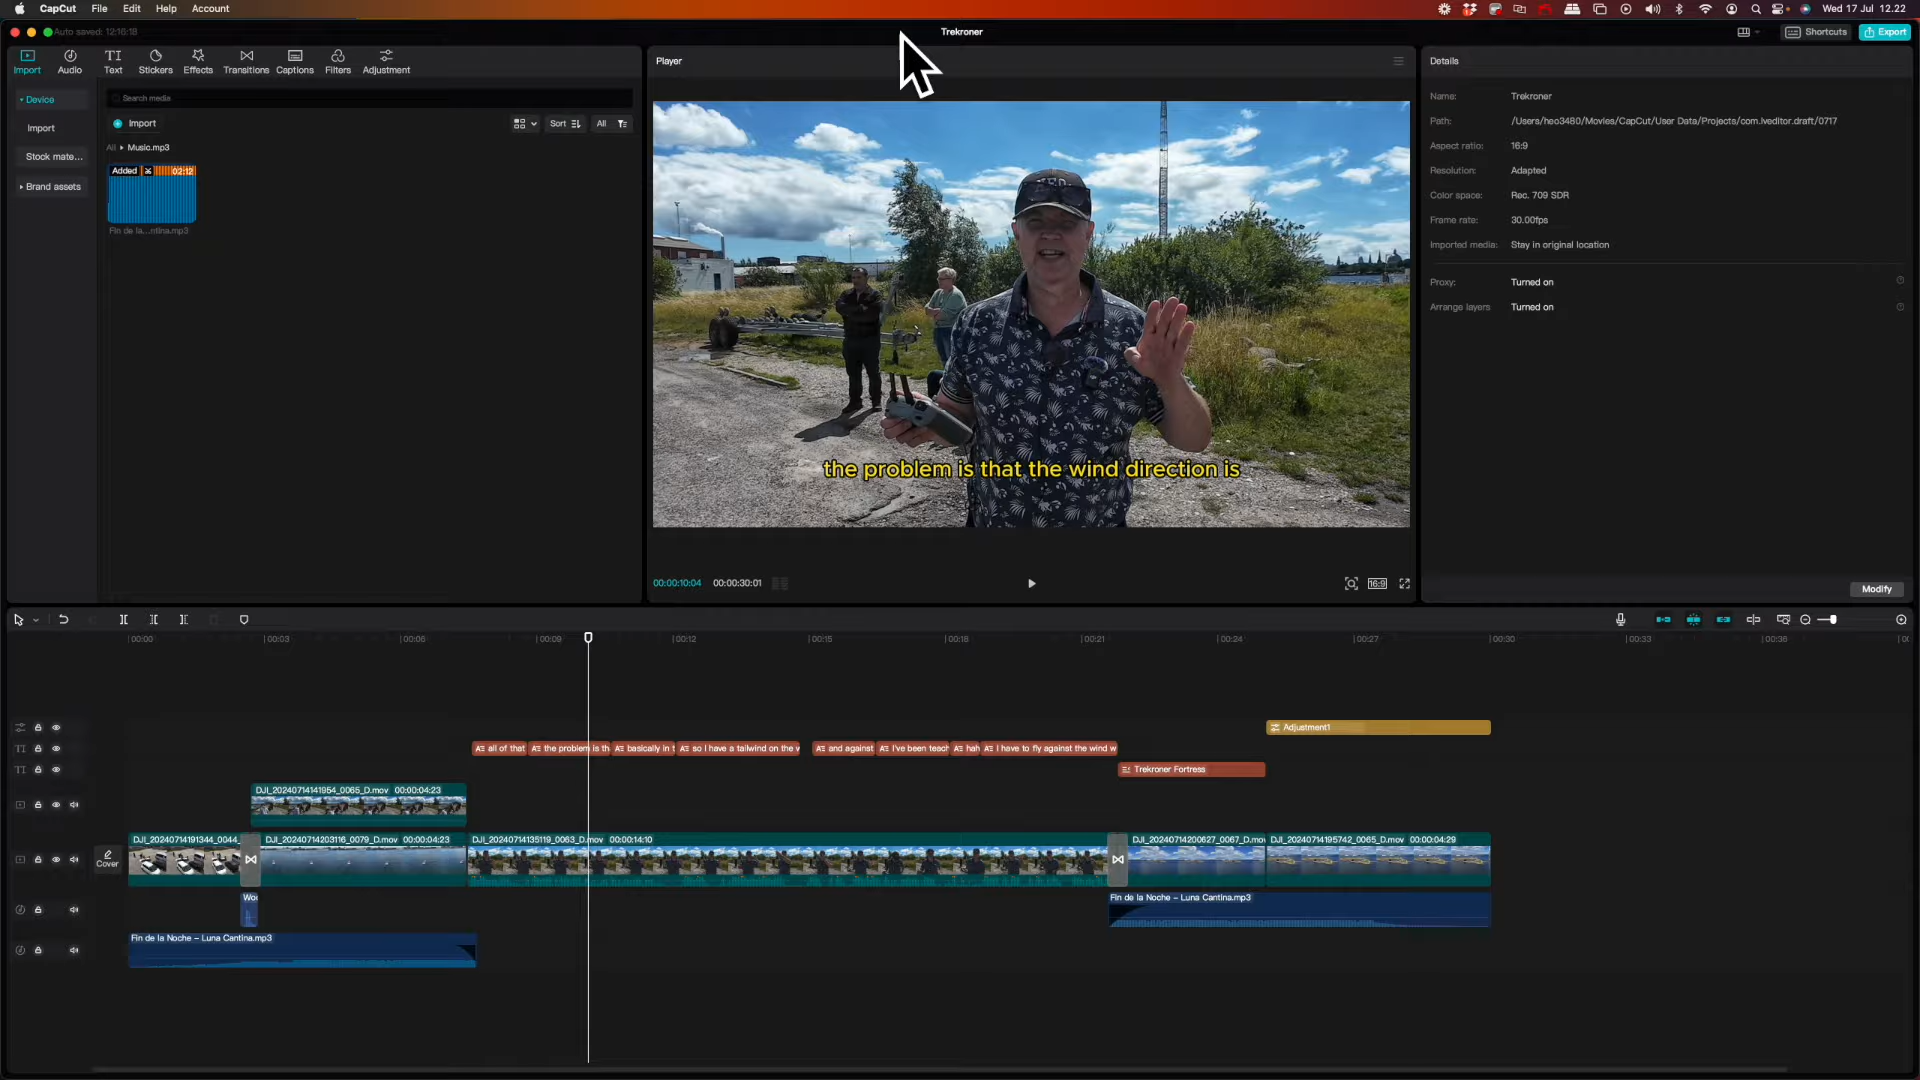 CapCut File Edit Help Account
Wed 17 Jul 12.22
Auto saved: 12:16:18
Trekroner
Shortcuts
Export
Import Audio Text Stickers Effects Transitions Captions Filters Adjustment
Device
Import
Stock mate...
Brand assets
Search media
Import
Sort
All
All Music.mp3
Added 02:12
Player
the problem is that the wind direction is
00:00:10:04 00:00:30:01
16:9
Details
Name: Trekroner
Path: /Users/heo3480/Movies/CapCut/User Data/Projects/com.lveditor.draft/0717
Aspect ratio: 16:9
Resolution: Adapted
Color space: Rec. 709 SDR
Frame rate: 30.00fps
Imported media: Stay in original location
Proxy: Turned on
Arrange layers Turned on
Modify
00:00 00:03 00:06 00:09 00:12 00:15 00:18 00:21 00:24 00:27 00:30 00:33 00:36
Adjustment1
all of that the problem is th basically in t so I have a tailwind on the w and against I've been teach hah I have to fly against the wind w
Trekroner Fortress
DJI_20240714141954_0065_D.mov 00:00:04:23
Cover
DJI_20240714191344_0044 DJI_20240714203116_0079_D.mov 00:00:04:23 DJI_20240714135119_0063_D.mov 00:00:14:10 DJI_20240714200627_0067_D.mov DJI_20240714195742_0065_D.mov 00:00:04:29
Fin de la Noche – Luna Cantina.mp3
Fin de la Noche – Luna Cantina.mp3